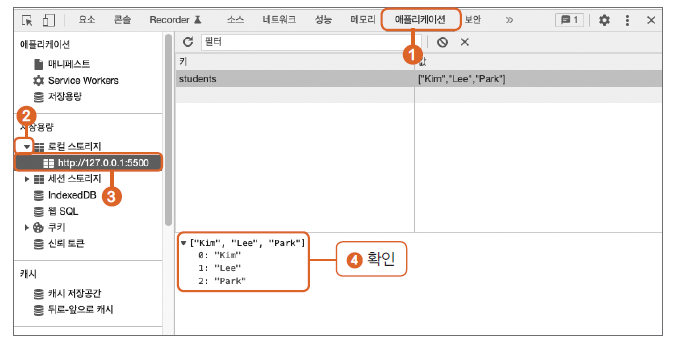 요소 콘솔 Recorder 소스 네트워크 성능 메모리 애플리케이션 보안 » 1
애플리케이션
매니페스트
Service Workers
저장용량
저장용량
로컬 스토리지
http://127.0.0.1:5500
세션 스토리지
IndexedDB
웹 SQL
쿠키
신뢰 토큰
캐시
캐시 저장공간
뒤로-앞으로 캐시
필터
키 값
students ["Kim","Lee","Park"]
▼["Kim", "Lee", "Park"]
0: "Kim"
1: "Lee"
2: "Park"
1
2
3
4 확인